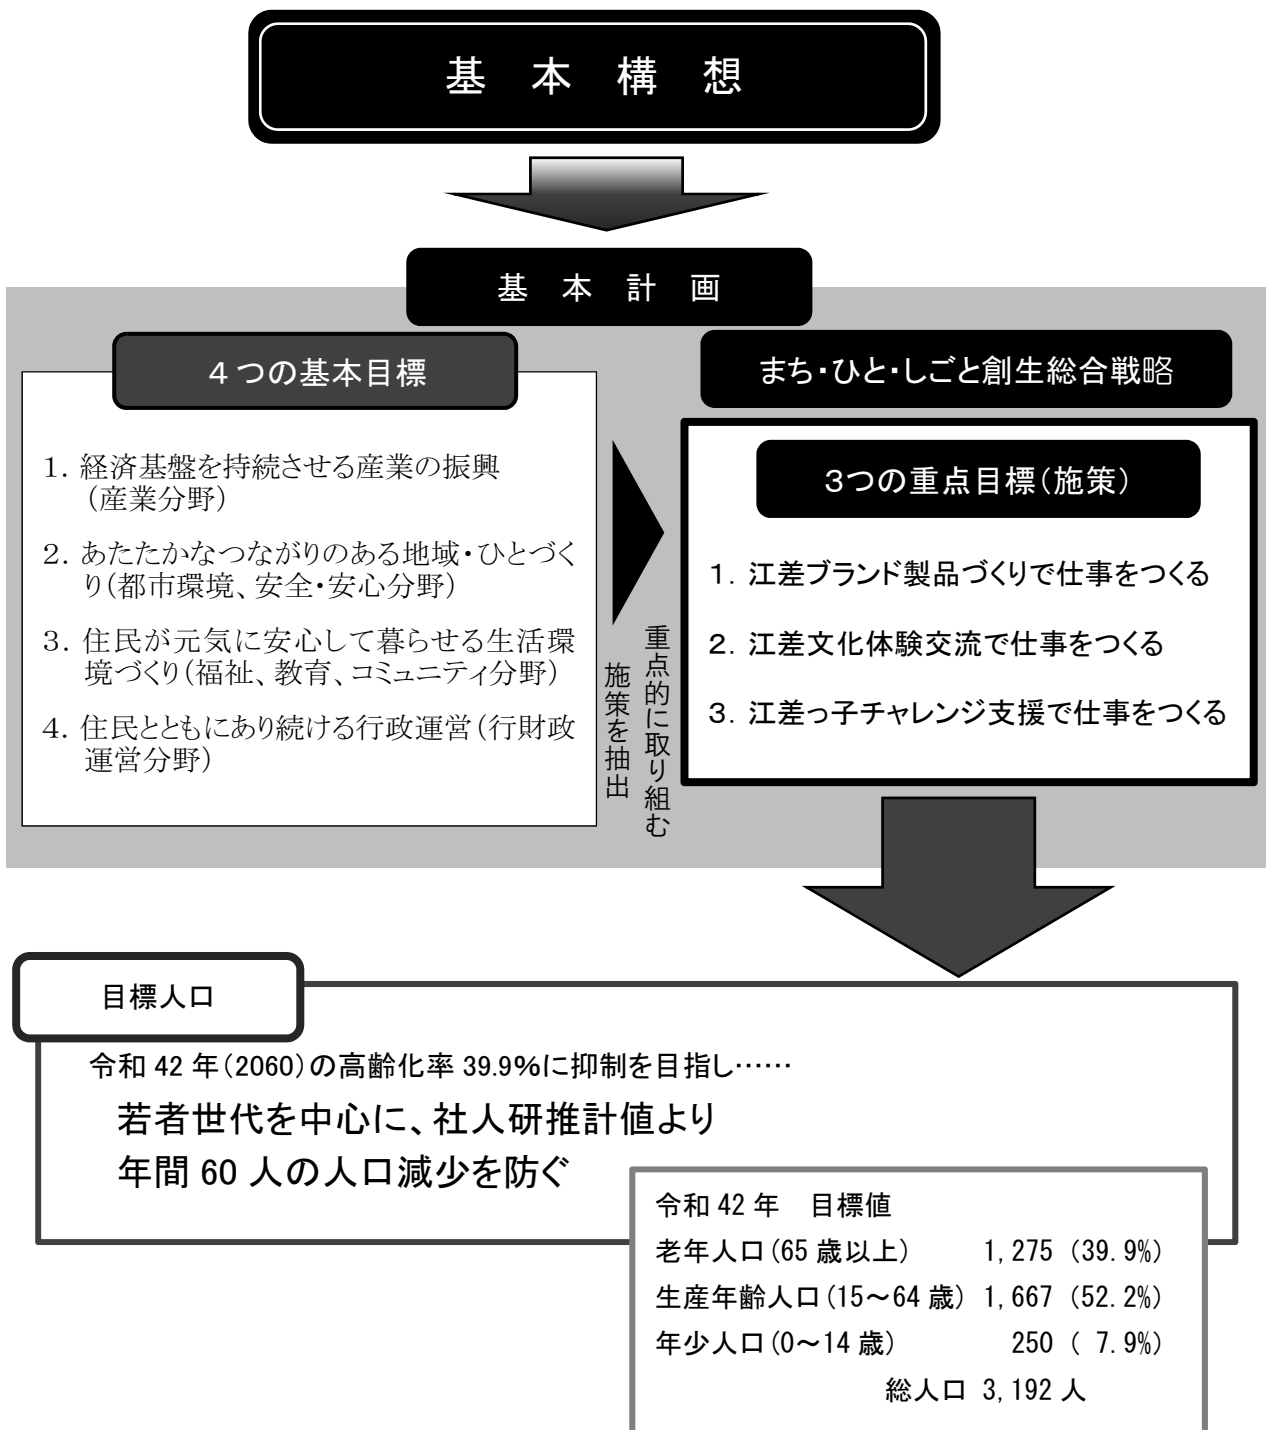 基　本　構　想
基　本　計　画
４つの基本目標
1．経済基盤を持続させる産業の振興
（産業分野）
2．あたたかなつながりのある地域・ひとづく
り（都市環境、安全・安心分野）
3．住民が元気に安心して暮らせる生活環
境づくり（福祉、教育、コミュニティ分野）
4．住民とともにあり続ける行政運営（行財政
運営分野）
重点的に取り組む
施策を抽出
まち・ひと・しごと創生総合戦略
３つの重点目標（施策）
1．江差ブランド製品づくりで仕事をつくる
2．江差文化体験交流で仕事をつくる
3．江差っ子チャレンジ支援で仕事をつくる
目標人口
令和 42 年（2060）の高齢化率 39.9％に抑制を目指し……
若者世代を中心に、社人研推計値より
年間 60 人の人口減少を防ぐ
令和 42 年　目標値
老年人口（65 歳以上）　1,275（39.9%）
生産年齢人口（15～64 歳）1,667（52.2%）
年少人口（0～14 歳）　250（ 7.9%）
総人口 3,192 人